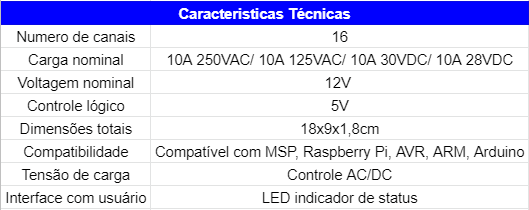 Caracteristicas Técnicas
Numero de canais 16
Carga nominal 10A 250VAC/ 10A 125VAC/ 10A 30VDC/ 10A 28VDC
Voltagem nominal 12V
Controle lógico 5V
Dimensões totais 18x9x1,8cm
Compatibilidade Compatível com MSP, Raspberry Pi, AVR, ARM, Arduino
Tensão de carga Controle AC/DC
Interface com usuário LED indicador de status